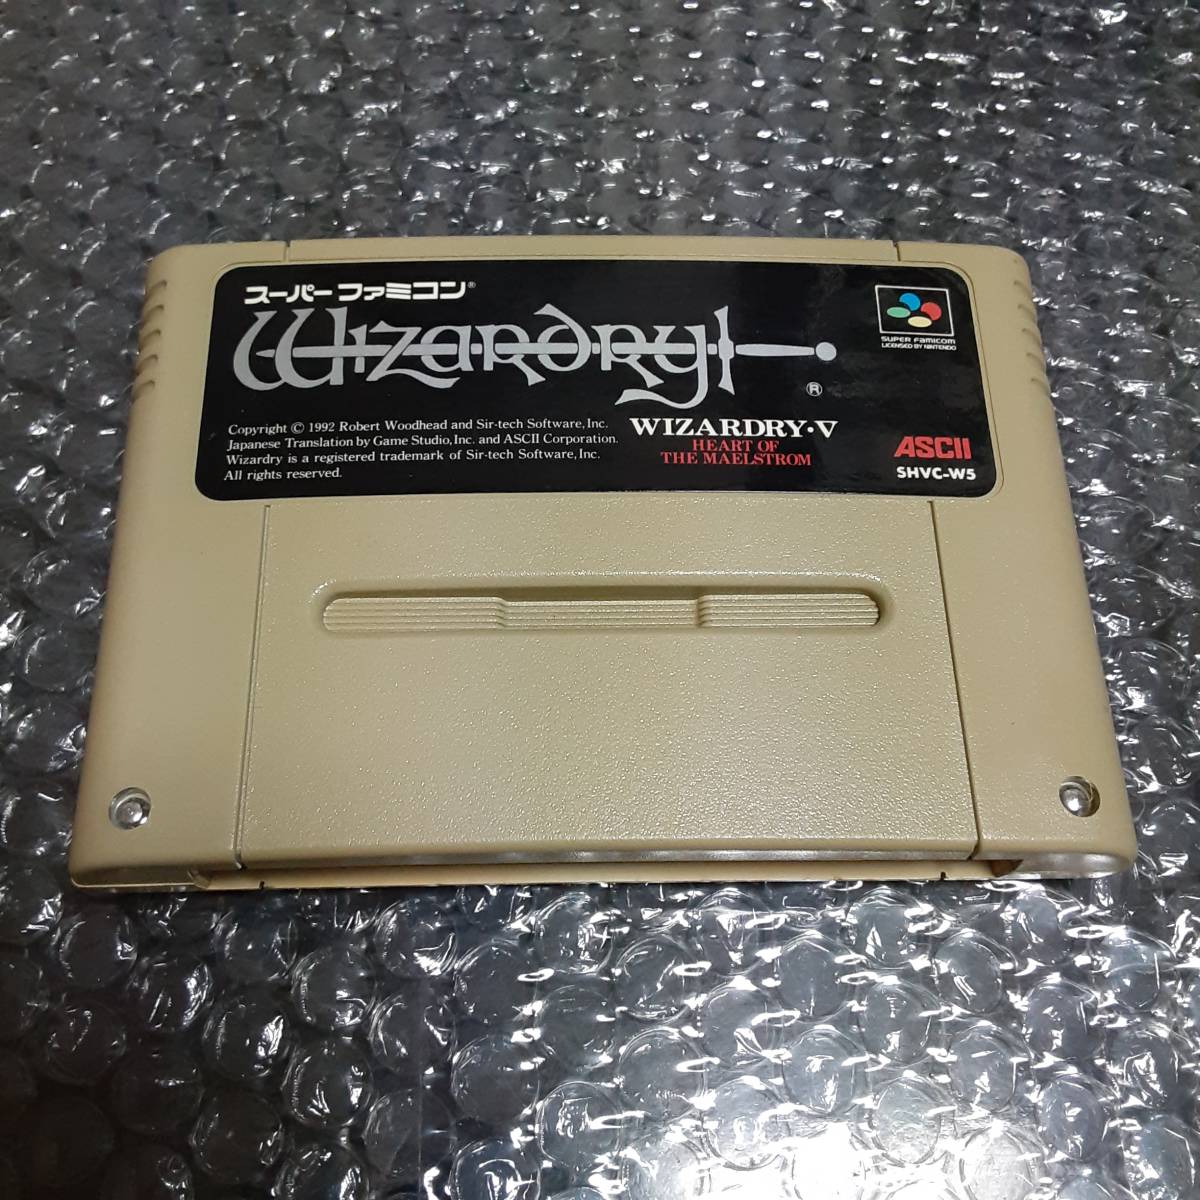 スーパーファミコン®
Wizardry
®
SUPER FAMICOM
LICENSED BY NINTENDO
Copyright © 1992 Robert Woodhead and Sir-tech Software, Inc.
Japanese Translation by Game Studio, Inc. and ASCII Corporation.
Wizardry is a registered trademark of Sir-tech Software, Inc.
All rights reserved.
WIZARDRY·V
HEART OF
THE MAELSTROM
ASCII
SHVC-W5